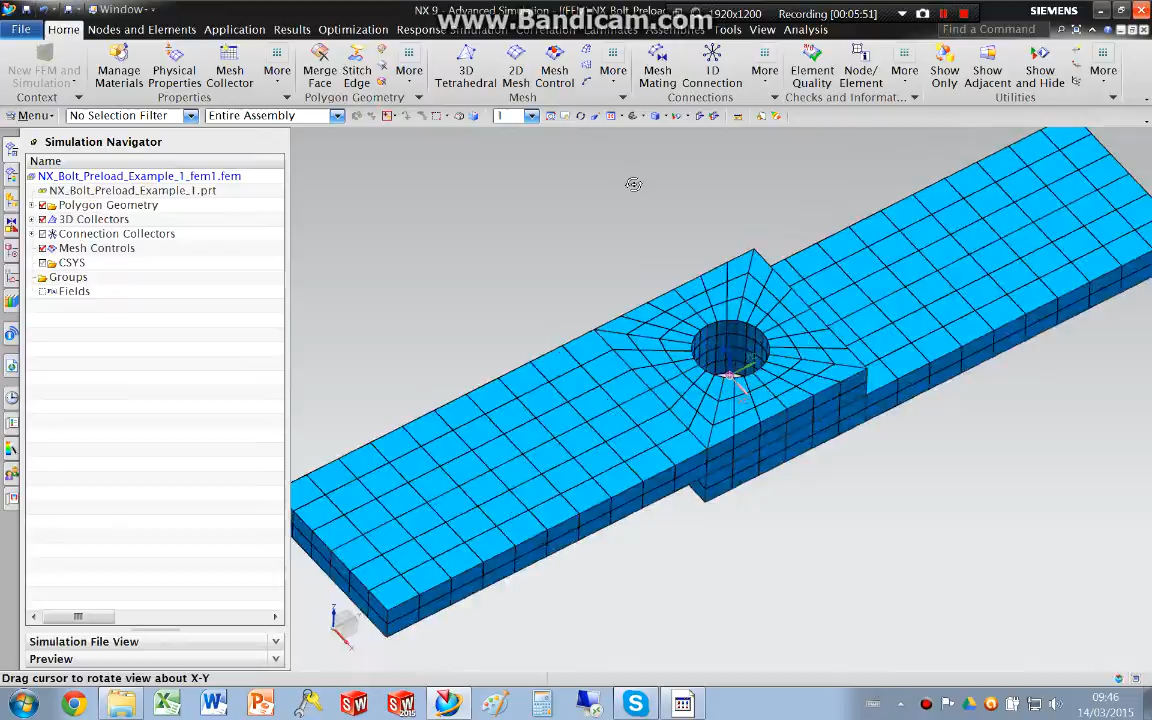 Window
NX 9 - Advanced Simulation - [(FEM) NX Bolt Preload
www.Bandicam.com
1920x1200
Recording [00:05:51]
SIEMENS
File
Home
Nodes and Elements
Application
Results
Optimization
Response Simulation
Correlation
Laminates
Assemblies
Tools
View
Analysis
Find a Command
New FEM and Simulation
Manage Materials
Physical Properties
Mesh Collector
More
Merge Face
Stitch Edge
More
3D Tetrahedral
2D Mesh
Mesh Control
More
Mesh Mating
1D Connection
More
Element Quality
Node/ Element
More
Show Only
Show Adjacent
Show and Hide
More
Context
Properties
Polygon Geometry
Mesh
Connections
Checks and Informat...
Utilities
Menu
No Selection Filter
Entire Assembly
1
Simulation Navigator
Name
NX_Bolt_Preload_Example_1_fem1.fem
NX_Bolt_Preload_Example_1.prt
Polygon Geometry
3D Collectors
Connection Collectors
Mesh Controls
CSYS
Groups
Fields
Simulation File View
Preview
Drag cursor to rotate view about X-Y
09:46
14/03/2015